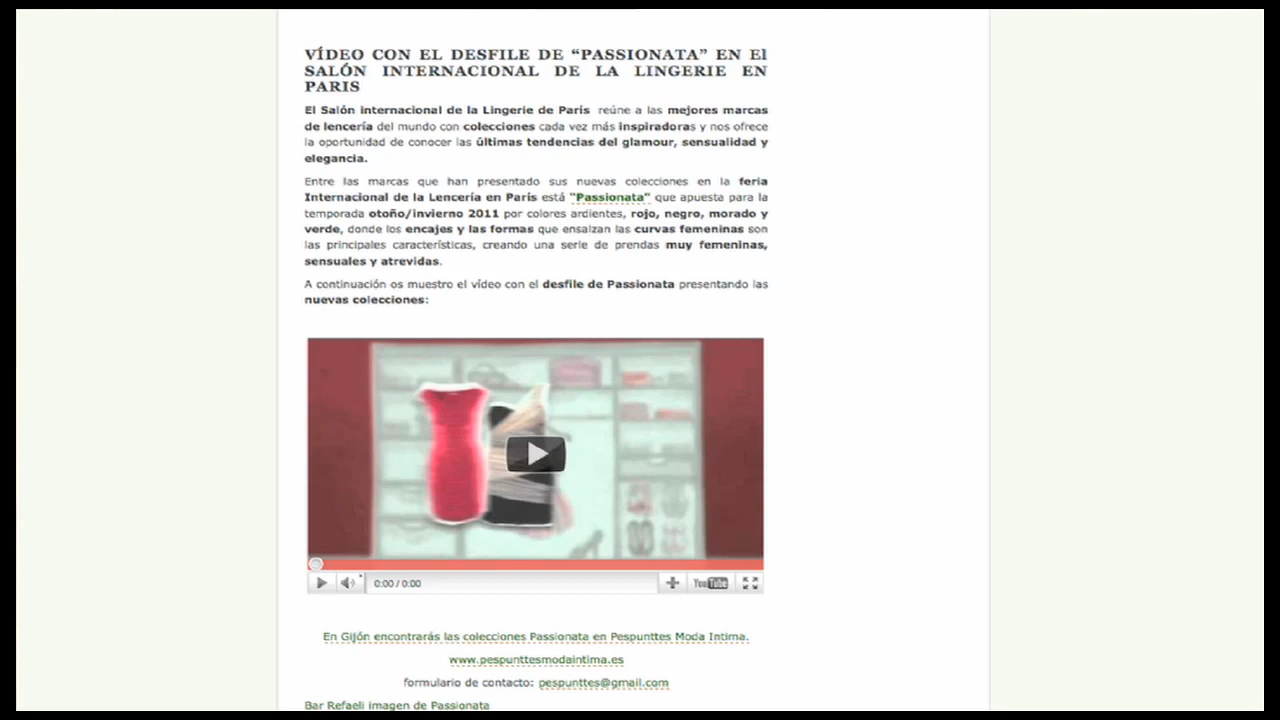 VÍDEO CON EL DESFILE DE “PASSIONATA” EN El
SALÓN INTERNACIONAL DE LA LINGERIE EN
PARIS
El Salón internacional de la Lingerie de París reúne a las mejores marcas
de lencería del mundo con colecciones cada vez más inspiradoras y nos ofrece
la oportunidad de conocer las últimas tendencias del glamour, sensualidad y
elegancia.
Entre las marcas que han presentado sus nuevas colecciones en la feria
Internacional de la Lencería en París está "Passionata" que apuesta para la
temporada otoño/invierno 2011 por colores ardientes, rojo, negro, morado y
verde, donde los encajes y las formas que ensalzan las curvas femeninas son
las principales características, creando una serie de prendas muy femeninas,
sensuales y atrevidas.
A continuación os muestro el vídeo con el desfile de Passionata presentando las
nuevas colecciones:
0:00 / 0:00
YouTube
En Gijón encontrarás las colecciones Passionata en Pespunttes Moda Intima.
www.pespunttesmodaintima.es
formulario de contacto: pespunttes@gmail.com
Bar Refaeli imagen de Passionata